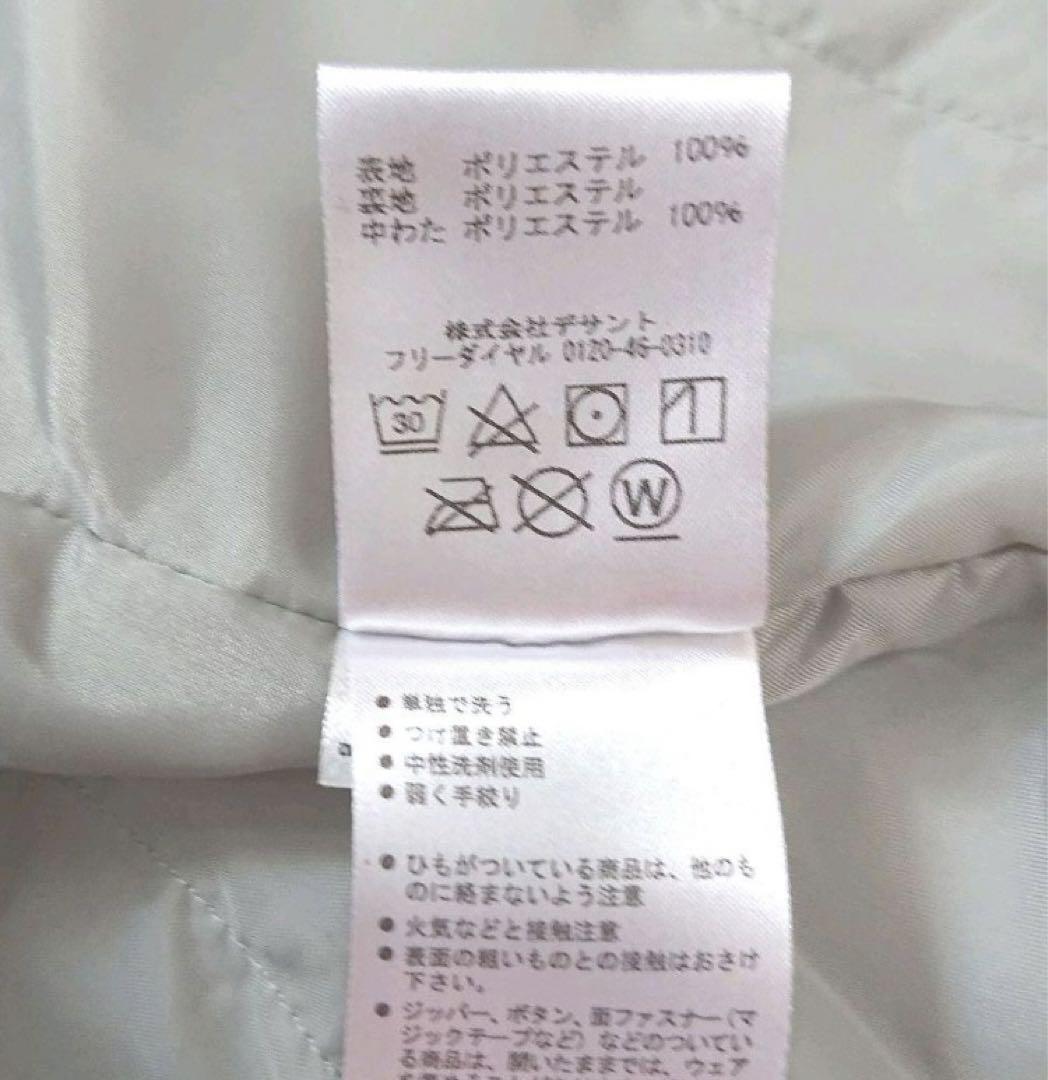 表地 ポリエステル 100%
裏地 ポリエステル
中わた ポリエステル 100%
株式会社デサント
フリーダイヤル 0120-46-0310
30
W
● 単独で洗う
● つけ置き禁止
● 中性洗剤使用
● 弱く手絞り
● ひもがついている商品は、他のも
のに絡まないよう注意
● 火気などと接触注意
● 表面の粗いものとの接触はおさけ
下さい。
● ジッパー、ボタン、面ファスナー(マ
ジックテープなど)などのついてい
る商品は、開いたままでは、ウェア